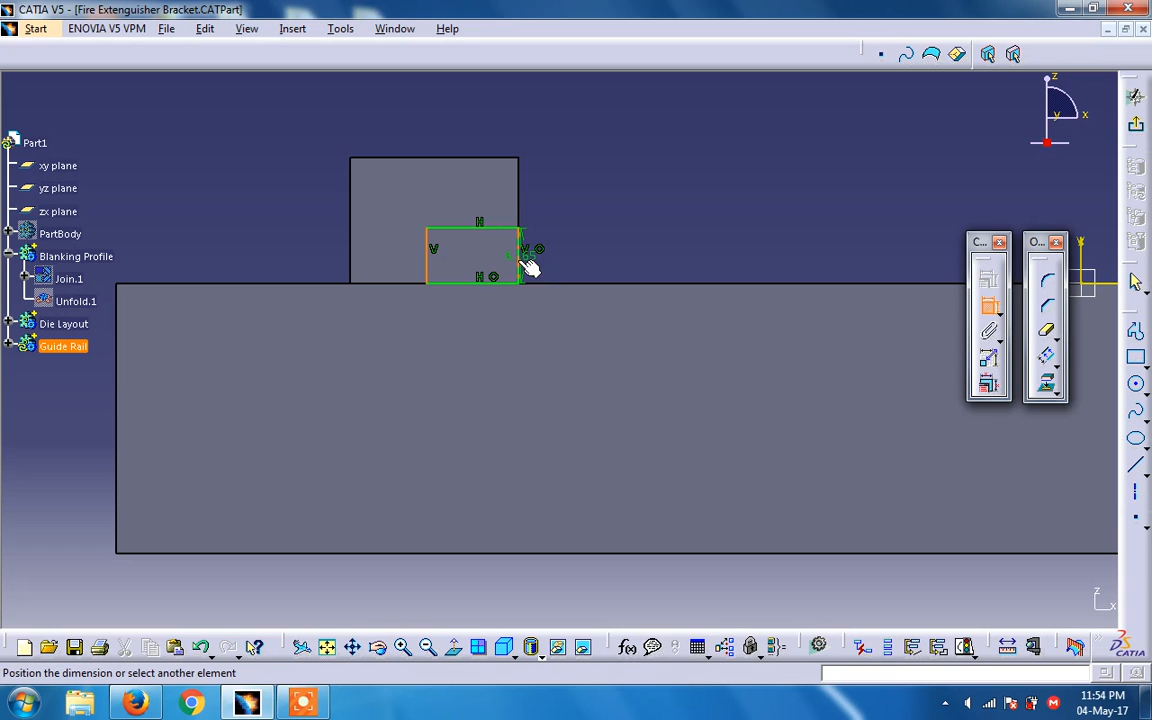 CATIA V5 - [Fire Extinguisher Bracket.CATPart]
Start ENOVIA V5 VPM File Edit View Insert Tools Window Help
z
y x
Part1
xy plane
yz plane
zx plane
PartBody
Blanking Profile
Join.1
Unfold.1
Die Layout
Guide Rail
H
V
V
H
C...
O...
z
x
CATIA
Position the dimension or select another element
11:54 PM
04-May-17